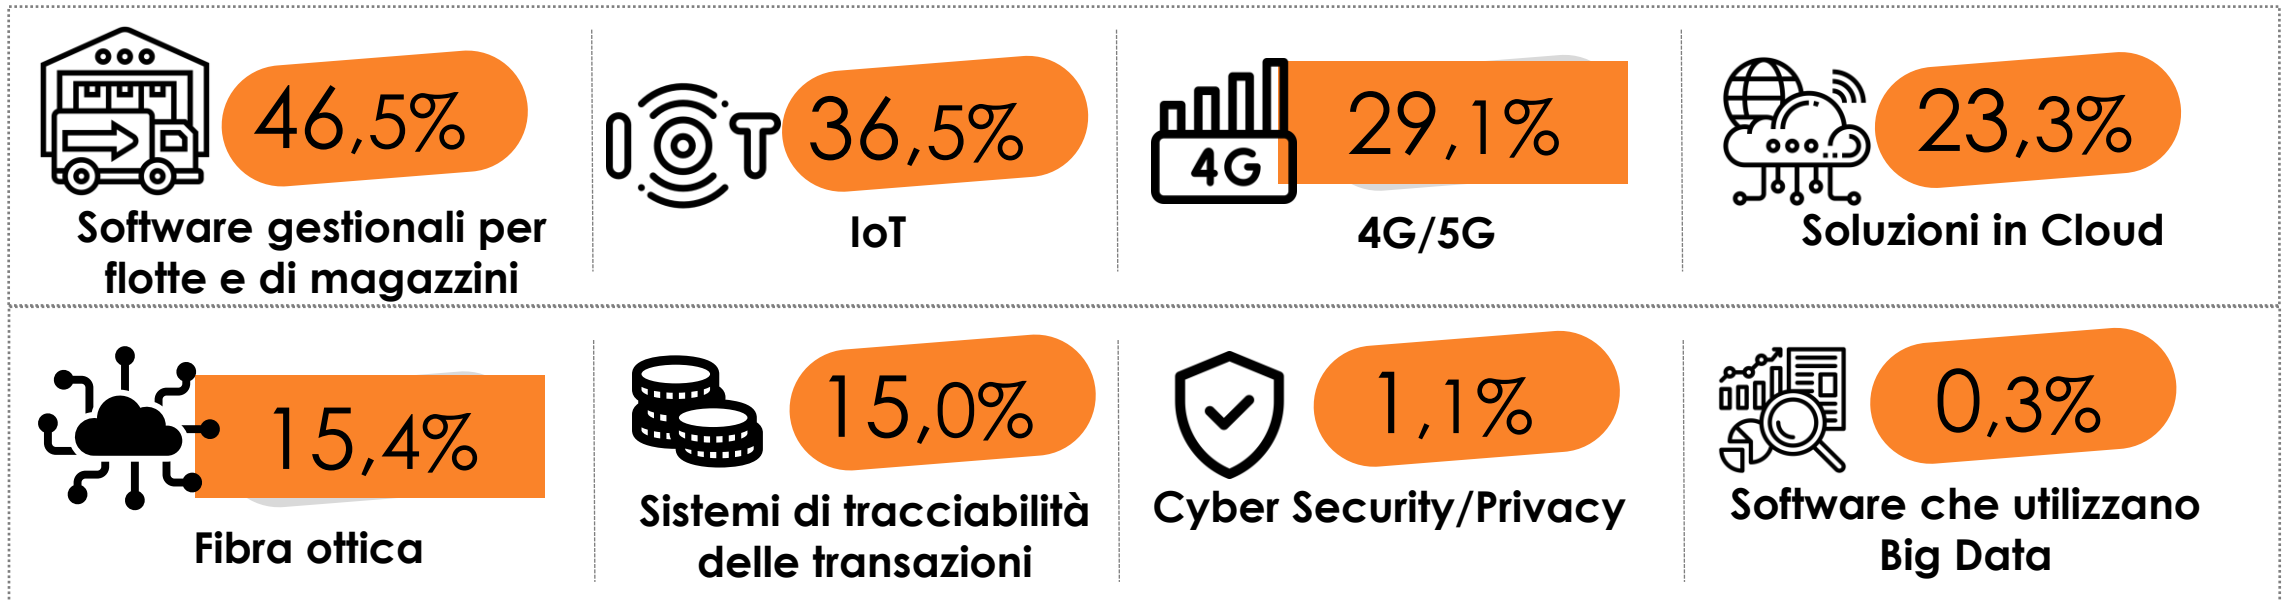 46,5%
Software gestionali per
flotte e di magazzini
IOT
36,5%
IoT
4G
29,1%
4G/5G
23,3%
Soluzioni in Cloud
15,4%
Fibra ottica
15,0%
Sistemi di tracciabilità
delle transazioni
1,1%
Cyber Security/Privacy
0,3%
Software che utilizzano
Big Data